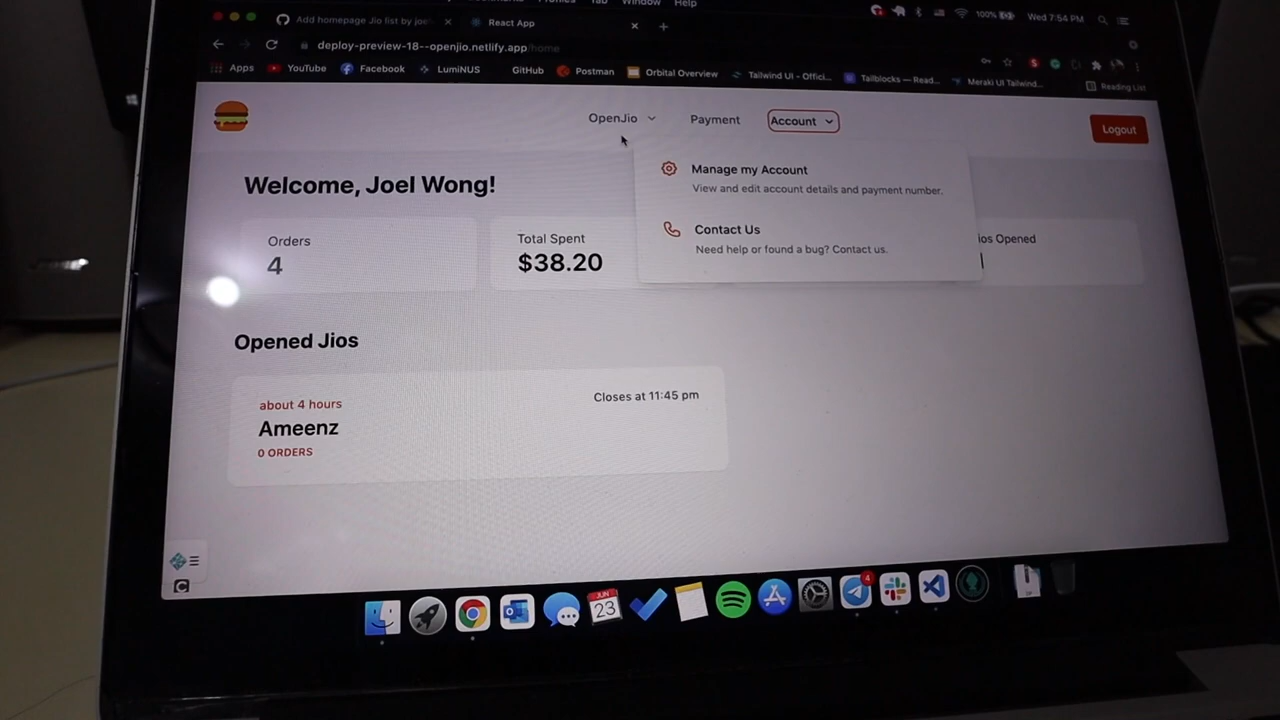 Tab Window Help
100% Wed 7:54 PM
Add homepage Jio list by joe
React App
deploy-preview-18--openjio.netlify.app/home
Apps YouTube Facebook LumiNUS GitHub Postman Orbital Overview Tailwind UI - Offici... Tailblocks — Read... Meraki UI Tailwind... Reading List
OpenJio Payment Account Logout
Manage my Account
View and edit account details and payment number.
Contact Us
Need help or found a bug? Contact us.
Welcome, Joel Wong!
Orders
4
Total Spent
$38.20
ios Opened
Opened Jios
about 4 hours
Closes at 11:45 pm
Ameenz
0 ORDERS
JUN
23
4